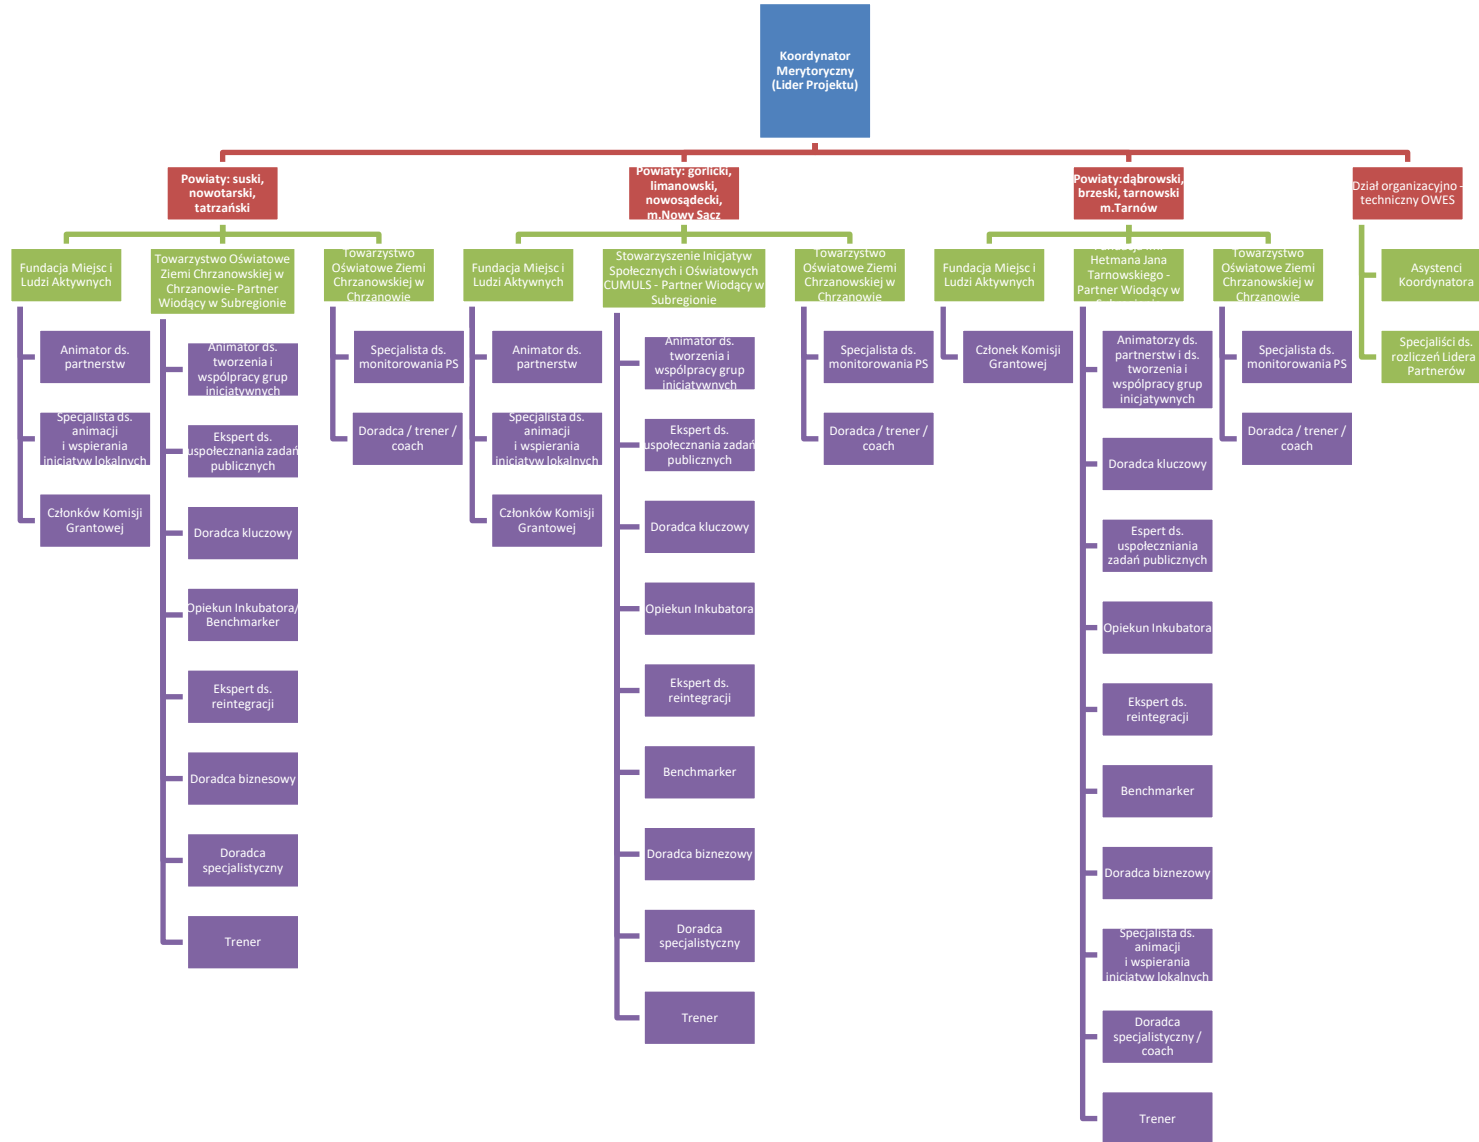 Koordynator
Merytoryczny
(Lider Projektu)
Powiaty: suski,
nowotarski,
tatrzański
Powiaty: gorlicki,
limanowski,
nowosądecki,
m.Nowy Sącz
Powiaty:dąbrowski,
brzeski, tarnowski
m.Tarnów
Dział organizacyjno -
techniczny OWES
Fundacja Miejsc i
Ludzi Aktywnych
Towarzystwo Oświatowe
Ziemi Chrzanowskiej w
Chrzanowie- Partner
Wiodący w Subregionie
Towarzystwo
Oświatowe Ziemi
Chrzanowskiej w
Chrzanowie
Fundacja Miejsc i
Ludzi Aktywnych
Stowarzyszenie Inicjatyw
Społecznych i Oświatowych
CUMULS - Partner Wiodący w
Subregionie
Towarzystwo
Oświatowe Ziemi
Chrzanowskiej w
Chrzanowie
Fundacja Miejsc i
Ludzi Aktywnych
Hetmana Jana
Tarnowskiego -
Partner Wiodący w
Towarzystwo
Oświatowe Ziemi
Chrzanowskiej w
Chrzanowie
Asystenci
Koordynatora
Specjaliści ds.
rozliczeń Lidera i
Partnerów
Animator ds.
partnerstw
Specjalista ds.
animacji
i wspierania
inicjatyw lokalnych
Członków Komisji
Grantowej
Animator ds.
tworzenia i
współpracy grup
inicjatywnych
Ekspert ds.
uspołecznania zadań
publicznych
Doradca kluczowy
Opiekun Inkubatora/
Benchmarker
Ekspert ds.
reintegracji
Doradca biznesowy
Doradca
specjalistyczny
Trener
Specjalista ds.
monitorowania PS
Doradca / trener /
coach
Animator ds.
partnerstw
Specjalista ds.
animacji
i wspierania
inicjatyw lokalnych
Członków Komisji
Grantowej
Animator ds.
tworzenia i
współpracy grup
inicjatywnych
Ekspert ds.
uspołecznania zadań
publicznych
Doradca kluczowy
Opiekun Inkubatora
Ekspert ds.
reintegracji
Benchmarker
Doradca biznezowy
Doradca
specjalistyczny
Trener
Specjalista ds.
monitorowania PS
Doradca / trener /
coach
Członek Komisji
Grantowej
Animatorzy ds.
partnerstw i ds.
tworzenia i
współpracy grup
inicjatywnych
Doradca kluczowy
Espert ds.
uspołeczniania
zadań publicznych
Opiekun Inkubatora
Ekspert ds.
reintegracji
Benchmarker
Doradca biznezowy
Specjalista ds.
animacji
i wspierania
inicjatyw lokalnych
Doradca
specjalistyczny /
coach
Trener
Specjalista ds.
monitorowania PS
Doradca / trener /
coach